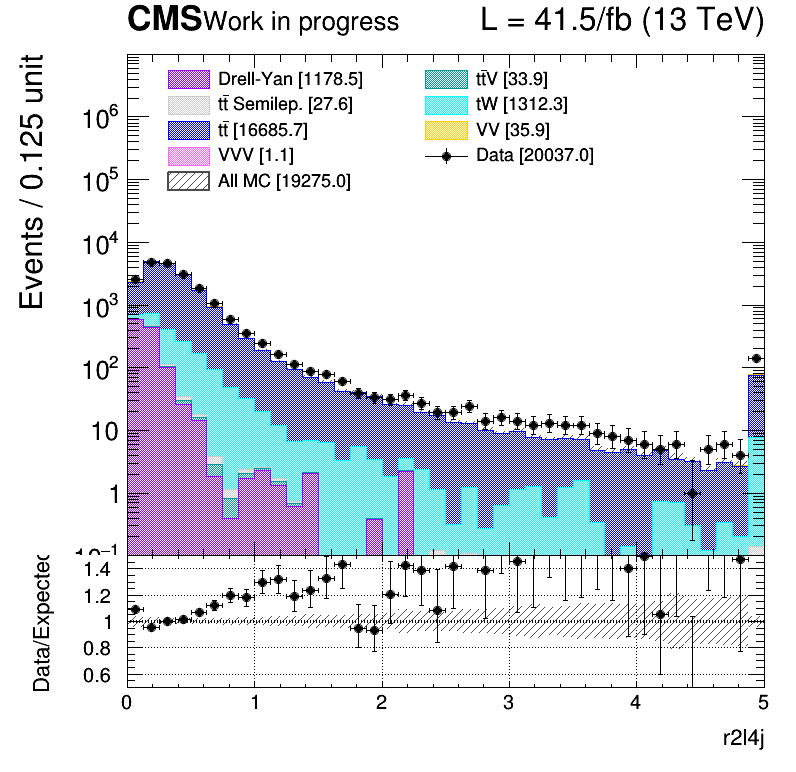 CMS Work in progress L = 41.5/fb (13 TeV)
Events / 0.125 unit
Drell-Yan [1178.5]
tt̄ Semilep. [27.6]
tt̄ [16685.7]
VVV [1.1]
All MC [19275.0]
tt̄V [33.9]
tW [1312.3]
VV [35.9]
Data [20037.0]
10⁶
10⁵
10⁴
10³
10²
10
1
10⁻¹
Data/Expected
1.4
1.2
1
0.8
0.6
0 1 2 3 4 5
r2l4j